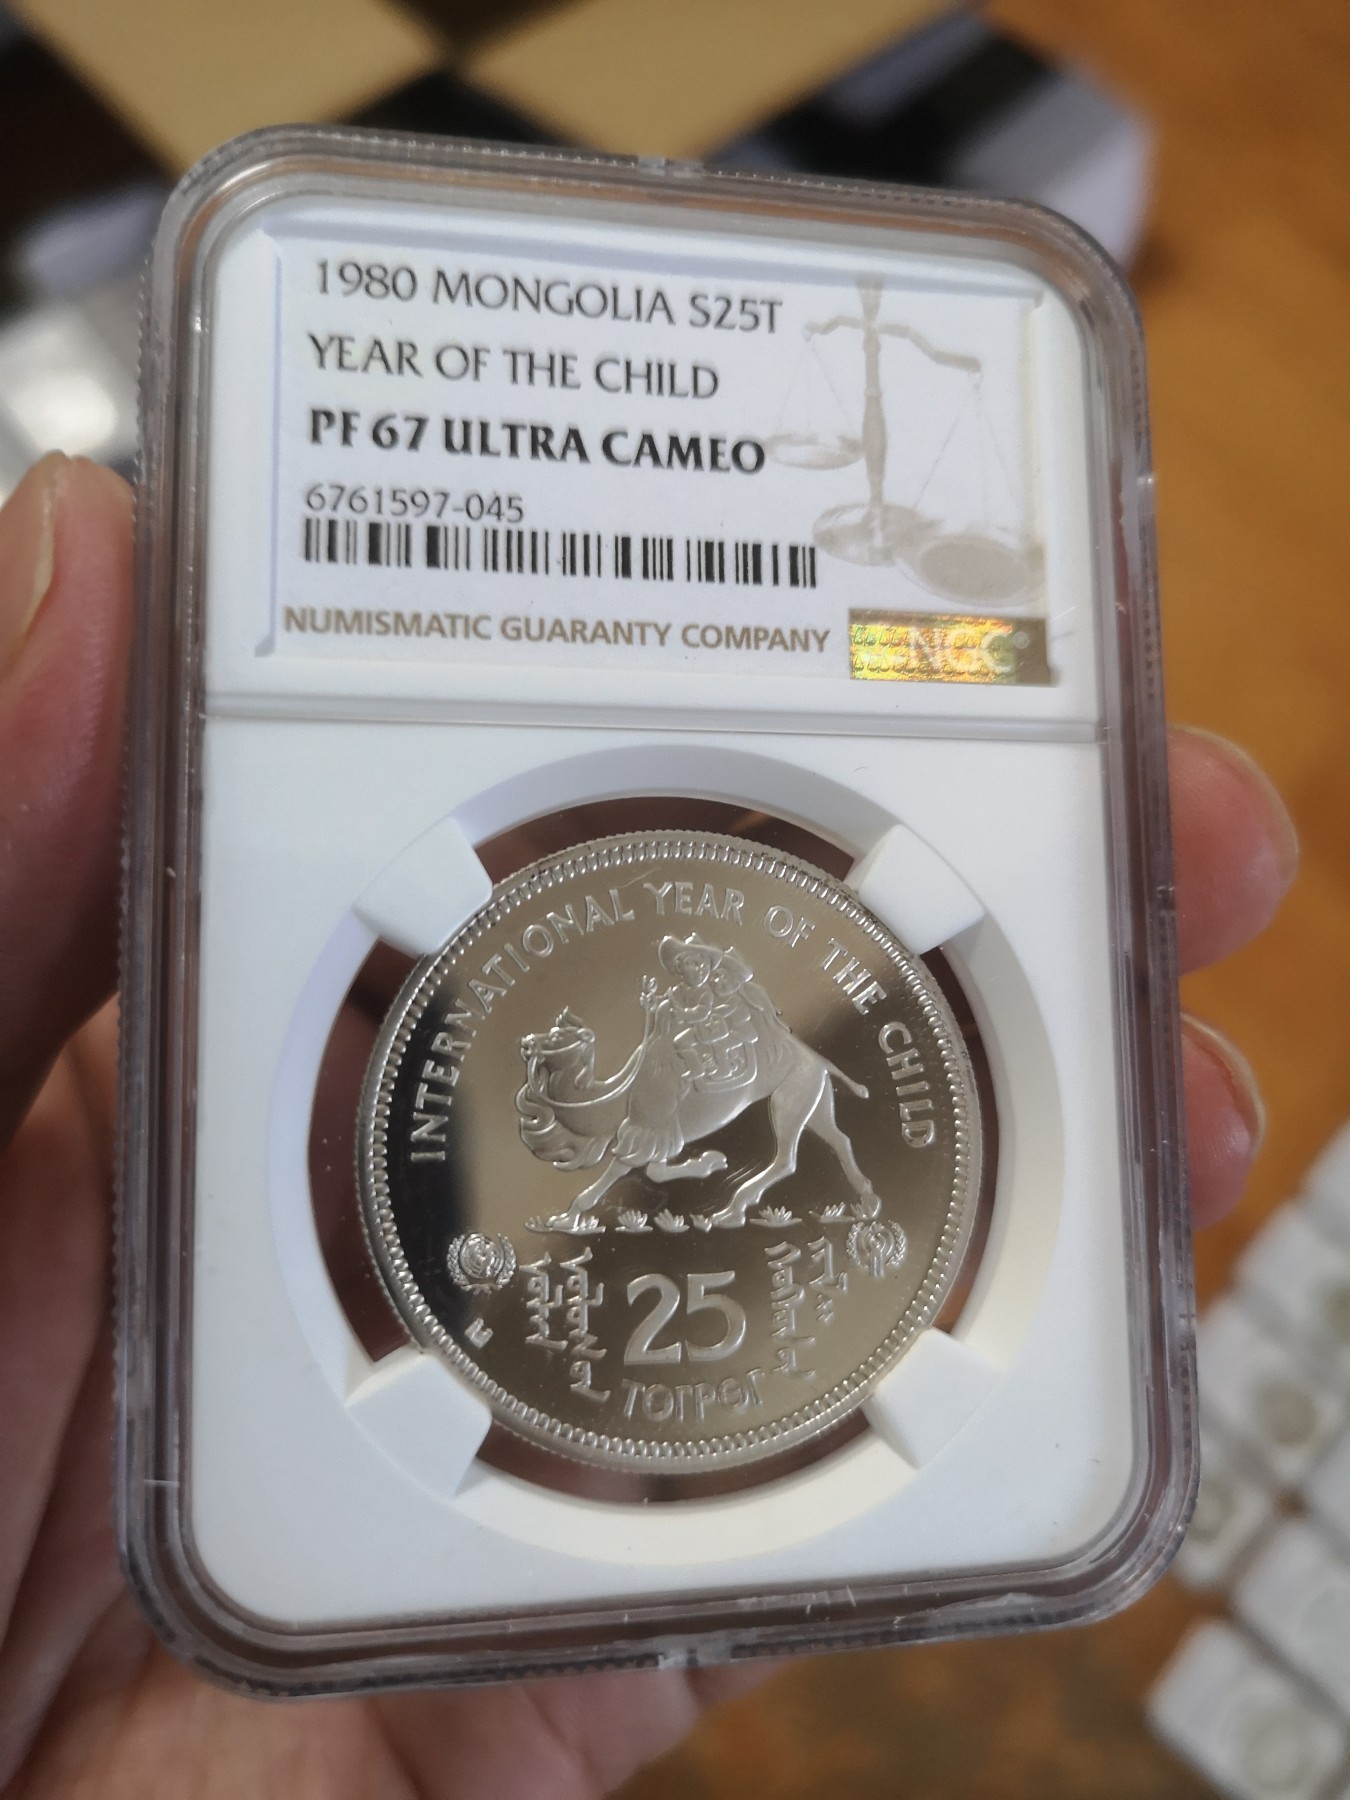 1980 MONGOLIA S25T
YEAR OF THE CHILD
PF 67 ULTRA CAMEO
6761597-045
NUMISMATIC GUARANTY COMPANY
NGC
INTERNATIONAL YEAR OF THE CHILD
25
ТӨГРӨГ